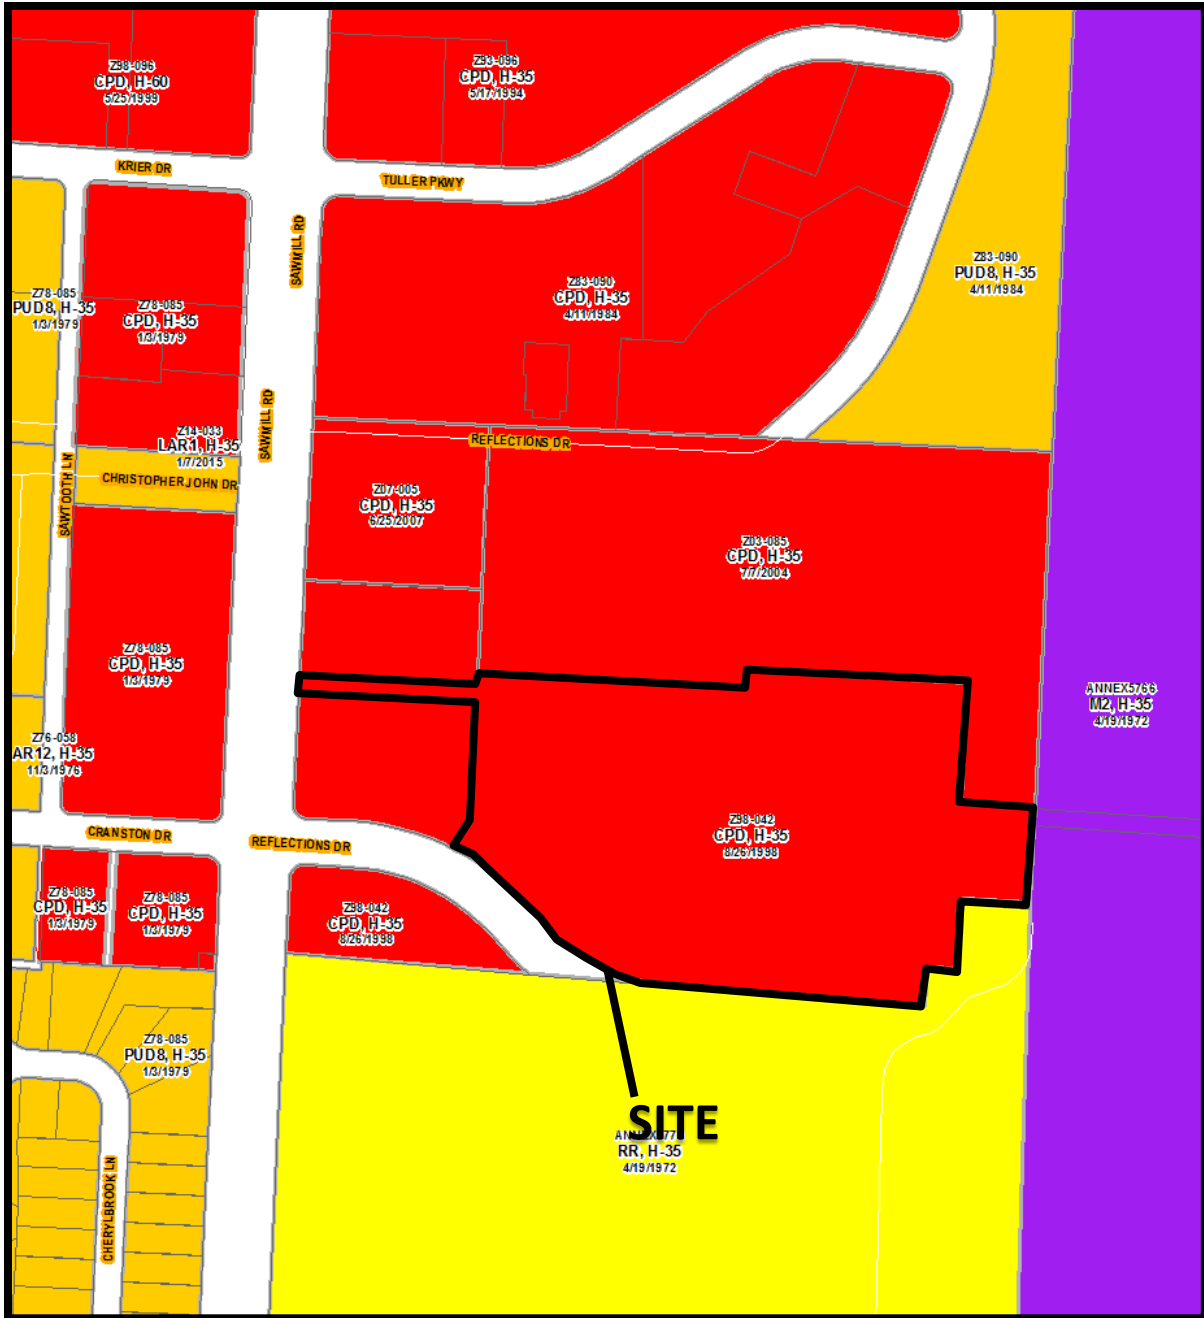 Z98-096
CPD, H-60
5/25/1999
Z93-096
CPD, H-35
5/17/1994
KRIER DR
TULLER PKWY
SAWMILL RD
Z83-090
PUD8, H-35
4/11/1984
Z83-090
CPD, H-35
4/11/1984
Z78-085
PUD8, H-35
1/3/1979
Z78-085
CPD, H-35
1/3/1979
SAWMILL RD
Z14-033
LAR1, H-35
1/7/2015
REFLECTIONS DR
SAWTOOTH LN
CHRISTOPHER JOHN DR
Z07-005
CPD, H-35
6/25/2007
Z03-085
CPD, H-35
7/7/2004
Z78-085
CPD, H-35
1/3/1979
ANNEX5766
M2, H-35
4/19/1972
Z76-058
AR12, H-35
11/3/1976
CRANSTON DR
REFLECTIONS DR
Z98-042
CPD, H-35
8/26/1998
Z78-085
CPD, H-35
1/3/1979
Z78-085
CPD, H-35
1/3/1979
Z98-042
CPD, H-35
8/26/1998
Z78-085
PUD8, H-35
1/3/1979
SITE
RR, H-35
4/19/1972
CHERYLBROOK LN